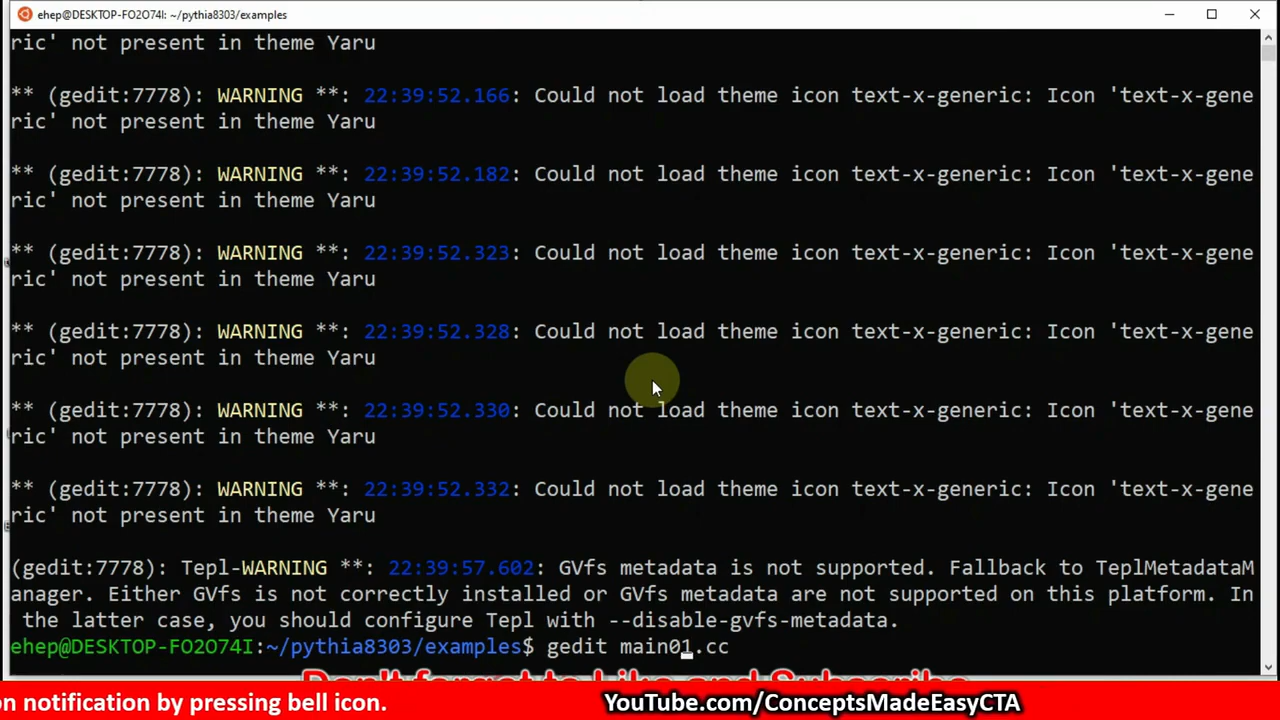 ehep@DESKTOP-FO2O74I: ~/pythia8303/examples
ric' not present in theme Yaru
** (gedit:7778): WARNING **: 22:39:52.166: Could not load theme icon text-x-generic: Icon 'text-x-gene
ric' not present in theme Yaru
** (gedit:7778): WARNING **: 22:39:52.182: Could not load theme icon text-x-generic: Icon 'text-x-gene
ric' not present in theme Yaru
** (gedit:7778): WARNING **: 22:39:52.323: Could not load theme icon text-x-generic: Icon 'text-x-gene
ric' not present in theme Yaru
** (gedit:7778): WARNING **: 22:39:52.328: Could not load theme icon text-x-generic: Icon 'text-x-gene
ric' not present in theme Yaru
** (gedit:7778): WARNING **: 22:39:52.330: Could not load theme icon text-x-generic: Icon 'text-x-gene
ric' not present in theme Yaru
** (gedit:7778): WARNING **: 22:39:52.332: Could not load theme icon text-x-generic: Icon 'text-x-gene
ric' not present in theme Yaru
(gedit:7778): Tepl-WARNING **: 22:39:57.602: GVfs metadata is not supported. Fallback to TeplMetadataM
anager. Either GVfs is not correctly installed or GVfs metadata are not supported on this platform. In
the latter case, you should configure Tepl with --disable-gvfs-metadata.
ehep@DESKTOP-FO2O74I:~/pythia8303/examples$ gedit main01.cc
Don't forget to Like and Subscribe
on notification by pressing bell icon. YouTube.com/ConceptsMadeEasyCTA